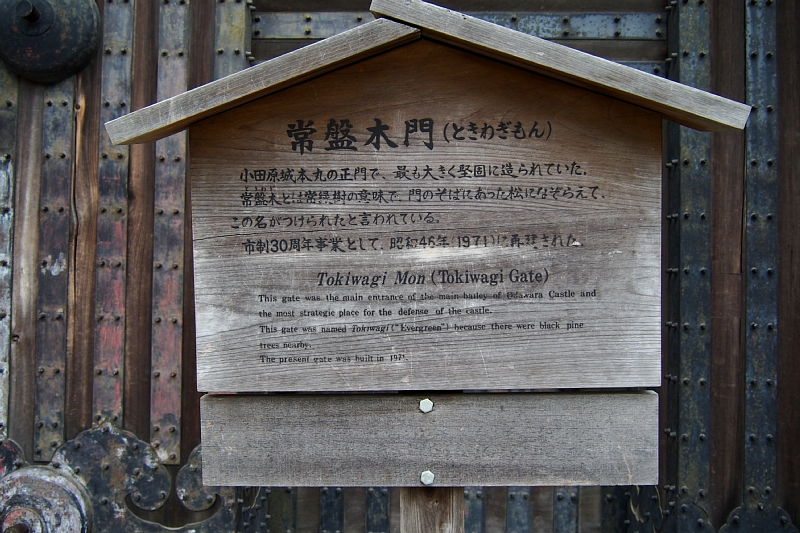 常盤木門(ときわぎもん)
小田原城本丸の正門で、最も大きく堅固に造られていた。
常盤木とは常緑樹の意味で、門のそばにあった松になぞらえて、
この名がつけられたと言われている。
市制30周年事業として、昭和46年(1971)に再建された
Tokiwagi Mon (Tokiwagi Gate)
This gate was the main entrance of the main bailey of Odawara Castle and
the most strategic place for the defense of the castle.
This gate was named Tokiwagi ("Evergreen") because there were black pine
trees nearby.
The present gate was built in 1971.